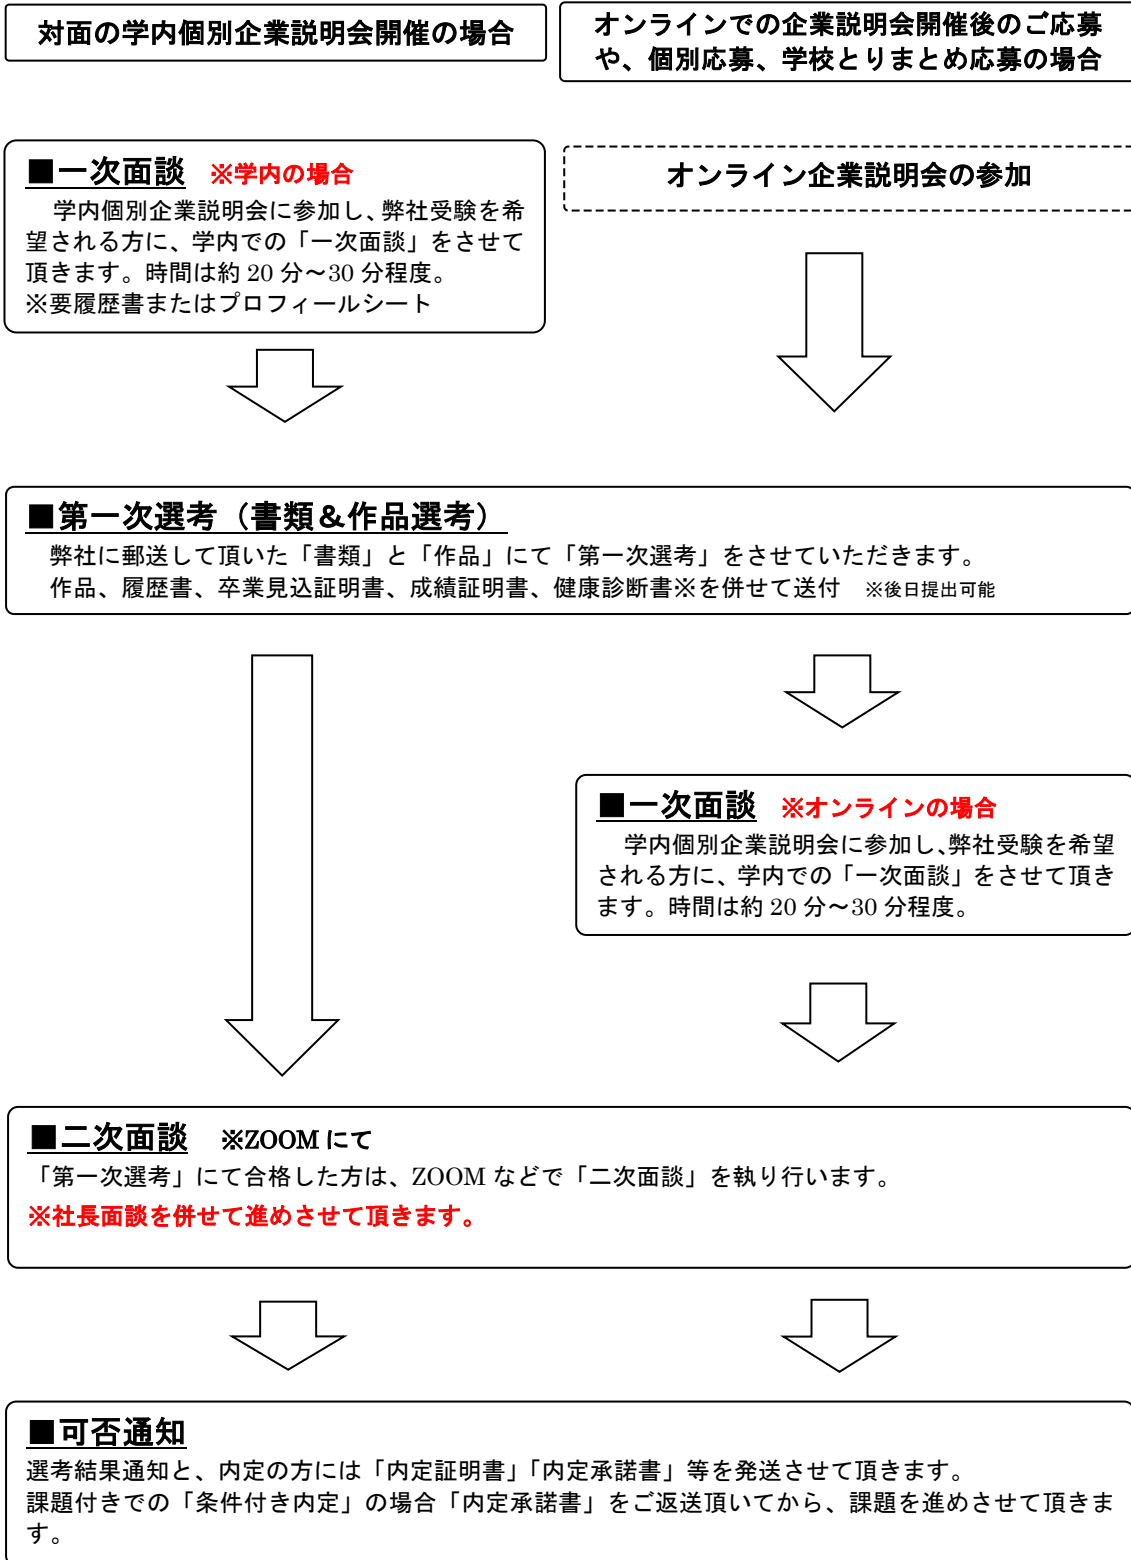 対面の学内個別企業説明会開催の場合
オンラインでの企業説明会開催後のご応募
や、個別応募、学校とりまとめ応募の場合
■一次面談 ※学内の場合
学内個別企業説明会に参加し、弊社受験を希
望される方に、学内での「一次面談」をさせて
頂きます。時間は約 20 分～30 分程度。
※要履歴書またはプロフィールシート
オンライン企業説明会の参加
■第一次選考（書類＆作品選考）
弊社に郵送して頂いた「書類」と「作品」にて「第一次選考」をさせていただきます。
作品、履歴書、卒業見込証明書、成績証明書、健康診断書※を併せて送付 ※後日提出可能
■一次面談 ※オンラインの場合
学内個別企業説明会に参加し、弊社受験を希望
される方に、学内での「一次面談」をさせて頂き
ます。時間は約 20 分～30 分程度。
■二次面談 ※ZOOM にて
「第一次選考」にて合格した方は、ZOOM などで「二次面談」を執り行います。
※社長面談を併せて進めさせて頂きます。
■可否通知
選考結果通知と、内定の方には「内定証明書」「内定承諾書」等を発送させて頂きます。
課題付きでの「条件付き内定」の場合「内定承諾書」をご返送頂いてから、課題を進めさせて頂きま
す。